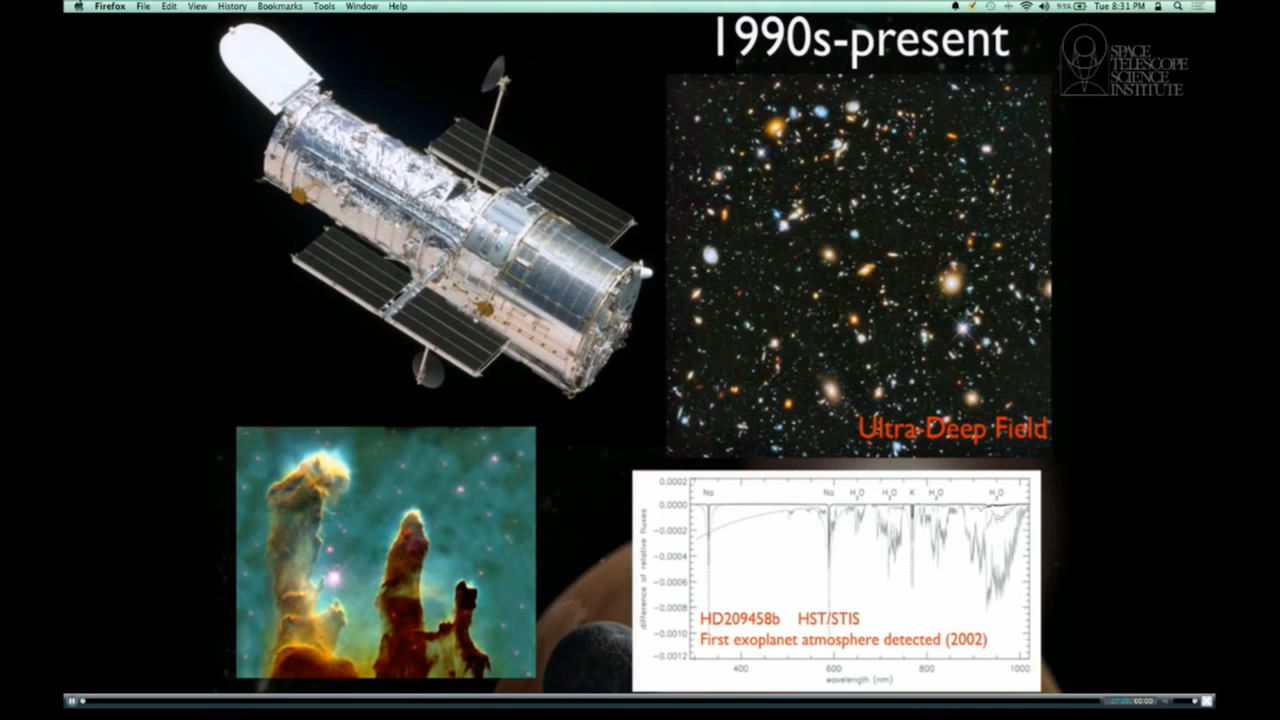 Firefox File Edit View History Bookmarks Tools Window Help
Tue 8:31 PM
1990s-present
SPACE
TELESCOPE
SCIENCE
INSTITUTE
Ultra-Deep Field
0.0002
0.0000
-0.0002
-0.0004
-0.0006
-0.0008
-0.0010
-0.0012
difference of relative fluxes
Na Na H2O H2O K H2O H2O
HD209458b HST/STIS
First exoplanet atmosphere detected (2002)
400 600 800 1000
wavelength (nm)
00:00